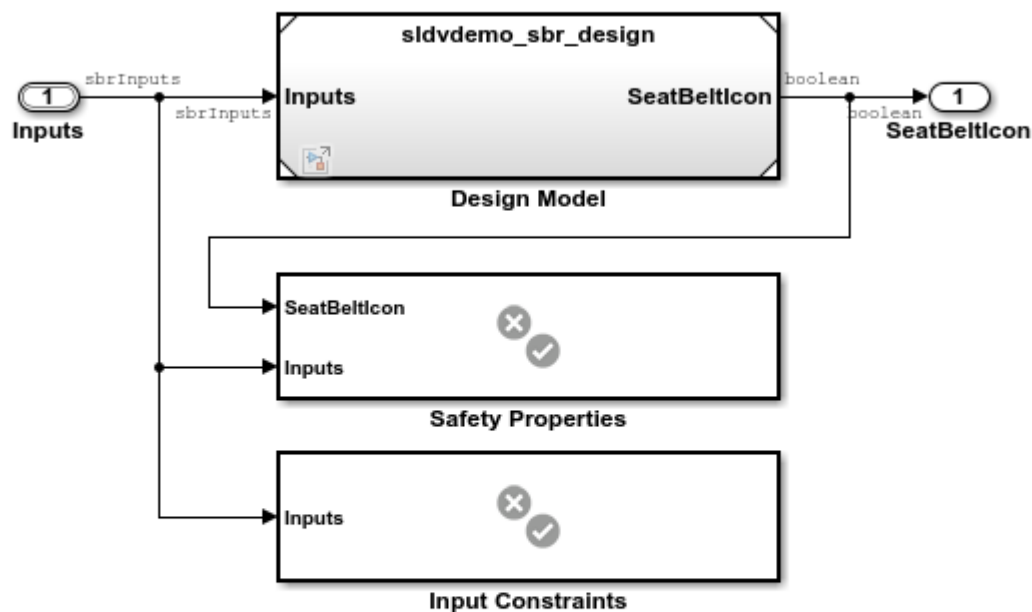 sldvdemo_sbr_design
sbrInputs
boolean
1
Inputs
SeatBeltIcon
1
sbrInputs
boolean
Inputs
SeatBeltIcon
Design Model
SeatBeltIcon
Inputs
Safety Properties
Inputs
Input Constraints